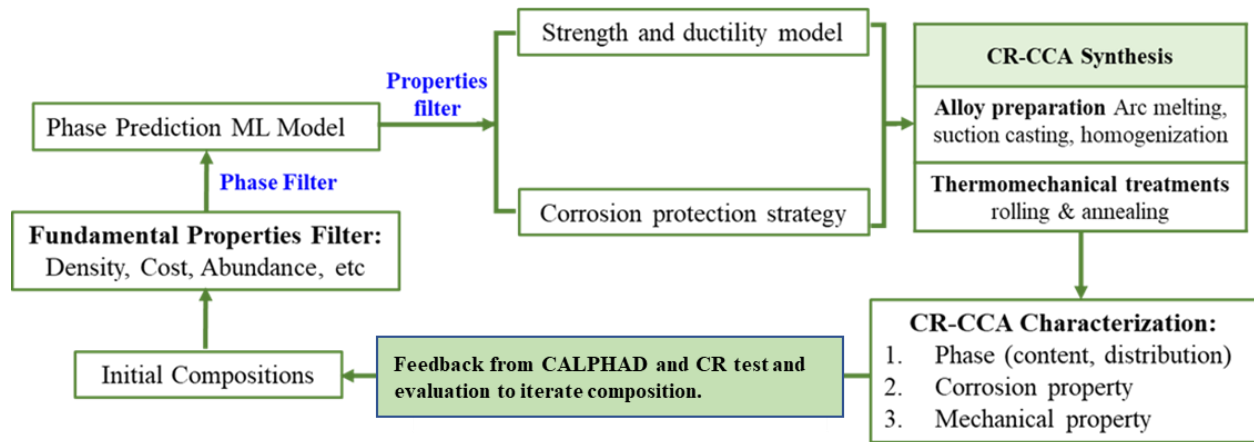 Strength and ductility model
Properties
filter
Phase Prediction ML Model
Phase Filter
Corrosion protection strategy
Fundamental Properties Filter:
Density, Cost, Abundance, etc
Initial Compositions
CR-CCA Synthesis
Alloy preparation Arc melting,
suction casting, homogenization
Thermomechanical treatments
rolling & annealing
CR-CCA Characterization:
1. Phase (content, distribution)
2. Corrosion property
3. Mechanical property
Feedback from CALPHAD and CR test and
evaluation to iterate composition.